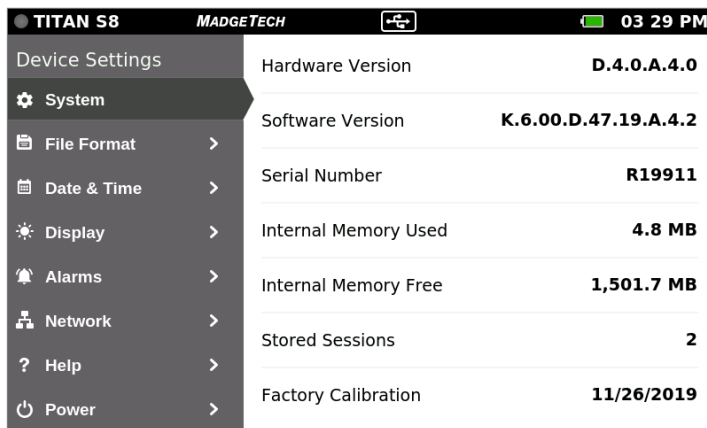 TITAN S8 MADGETECH 03 29 PM
Device Settings
System
File Format
Date & Time
Display
Alarms
Network
? Help
Power
Hardware Version D.4.0.A.4.0
Software Version K.6.00.D.47.19.A.4.2
Serial Number R19911
Internal Memory Used 4.8 MB
Internal Memory Free 1,501.7 MB
Stored Sessions 2
Factory Calibration 11/26/2019